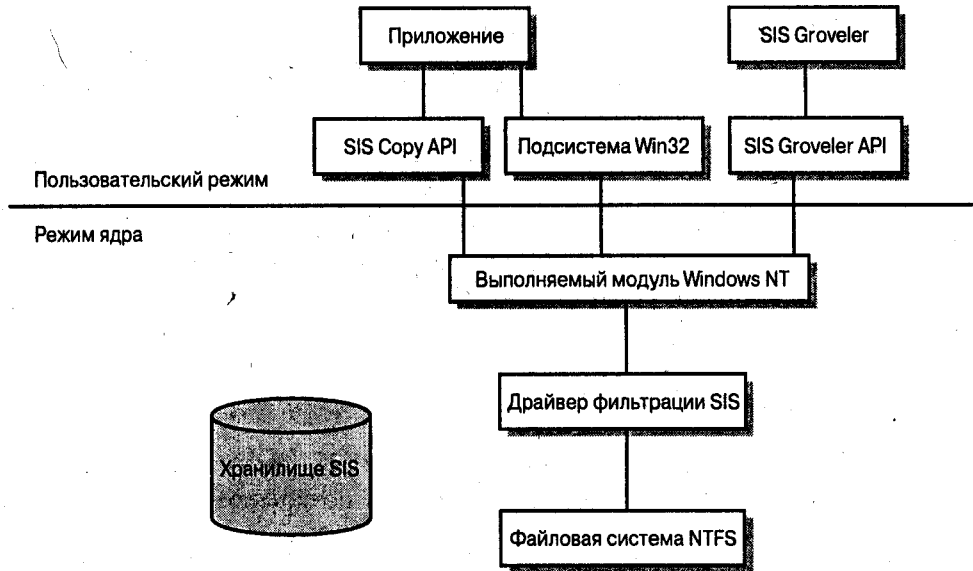 Приложение
SIS Groveler
SIS Copy API
Подсистема Win32
SIS Groveler API
Пользовательский режим
Режим ядра
Выполняемый модуль Windows NT
Драйвер фильтрации SIS
Хранилище SIS
Файловая система NTFS